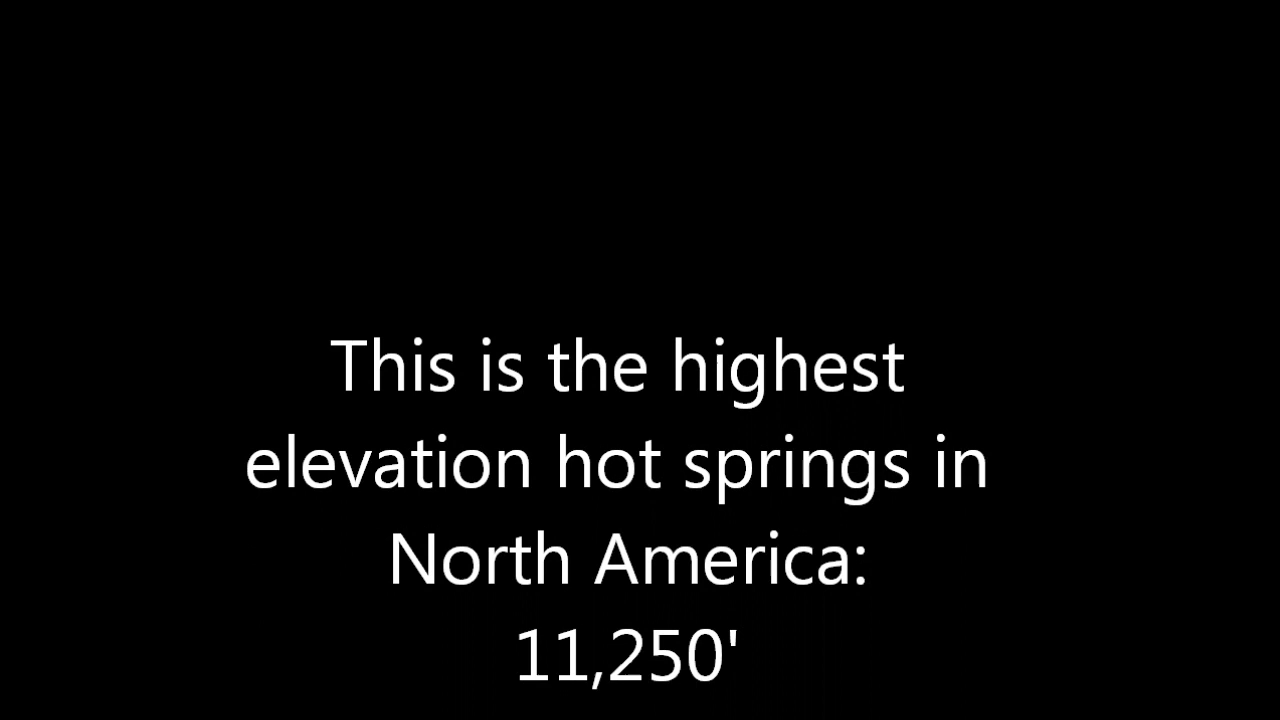 This is the highest
elevation hot springs in
North America:
11,250'